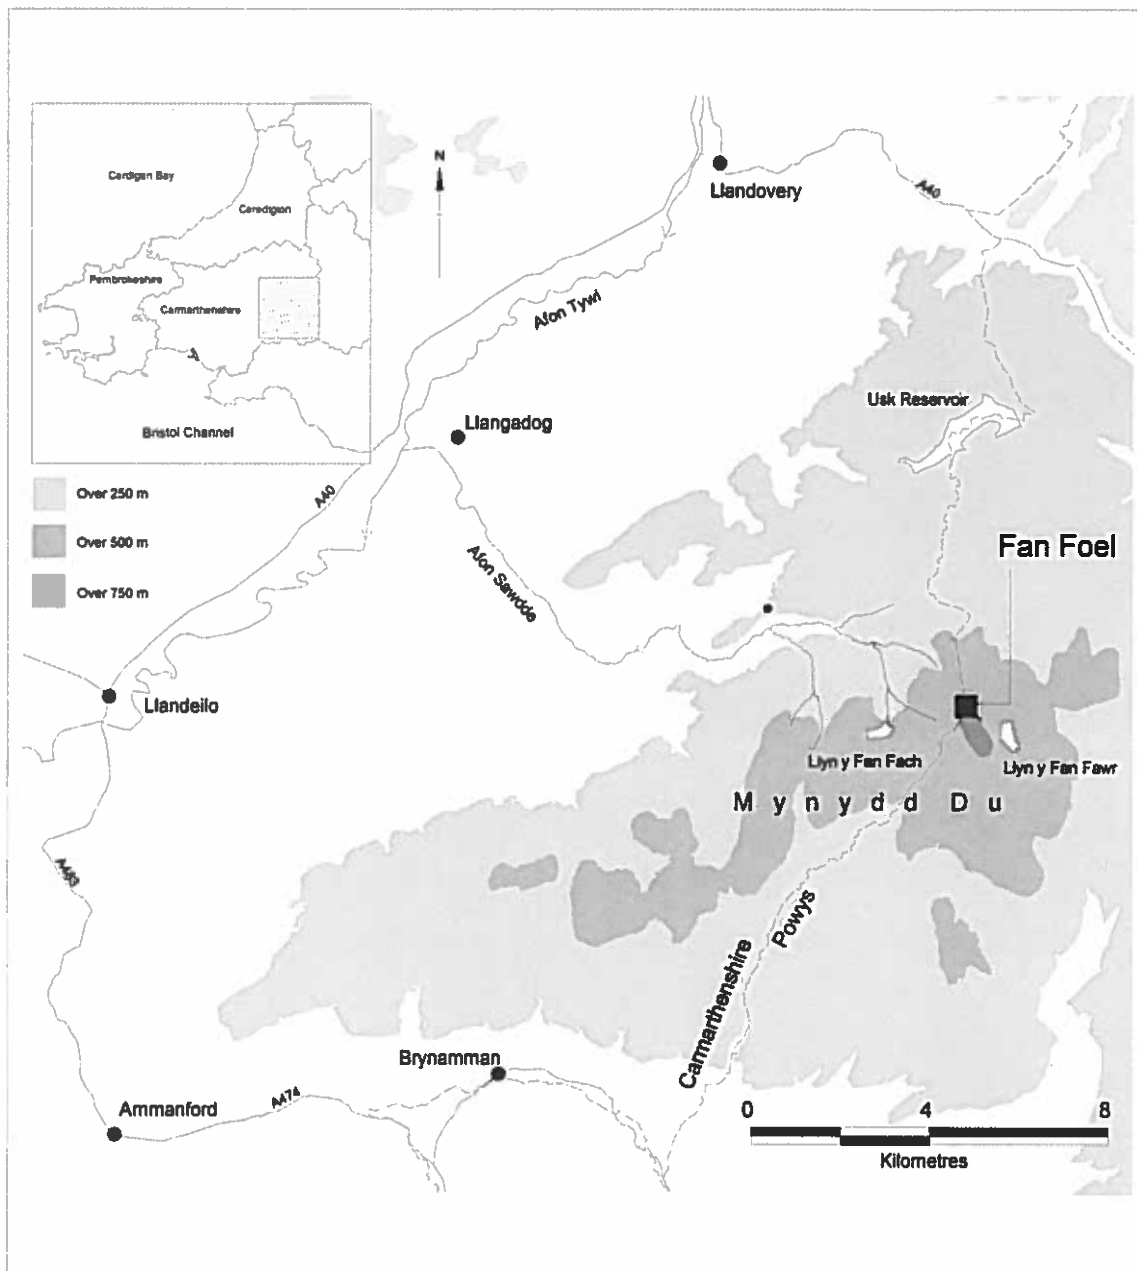 Cardigan Bay
Ceredigion
Pembrokeshire
Carmarthenshire
Bristol Channel
N
Llandovery
A40
Afon Tywi
Usk Reservoir
Llangadog
Over 250 m
Over 500 m
Over 750 m
A40
Afon Sawdde
Fan Foel
Llandeilo
Llyn y Fan Fach
Llyn y Fan Fawr
Mynydd Du
A483
Carmarthenshire
Powys
Brynamman
Ammanford
A474
0 4 8
Kilometres